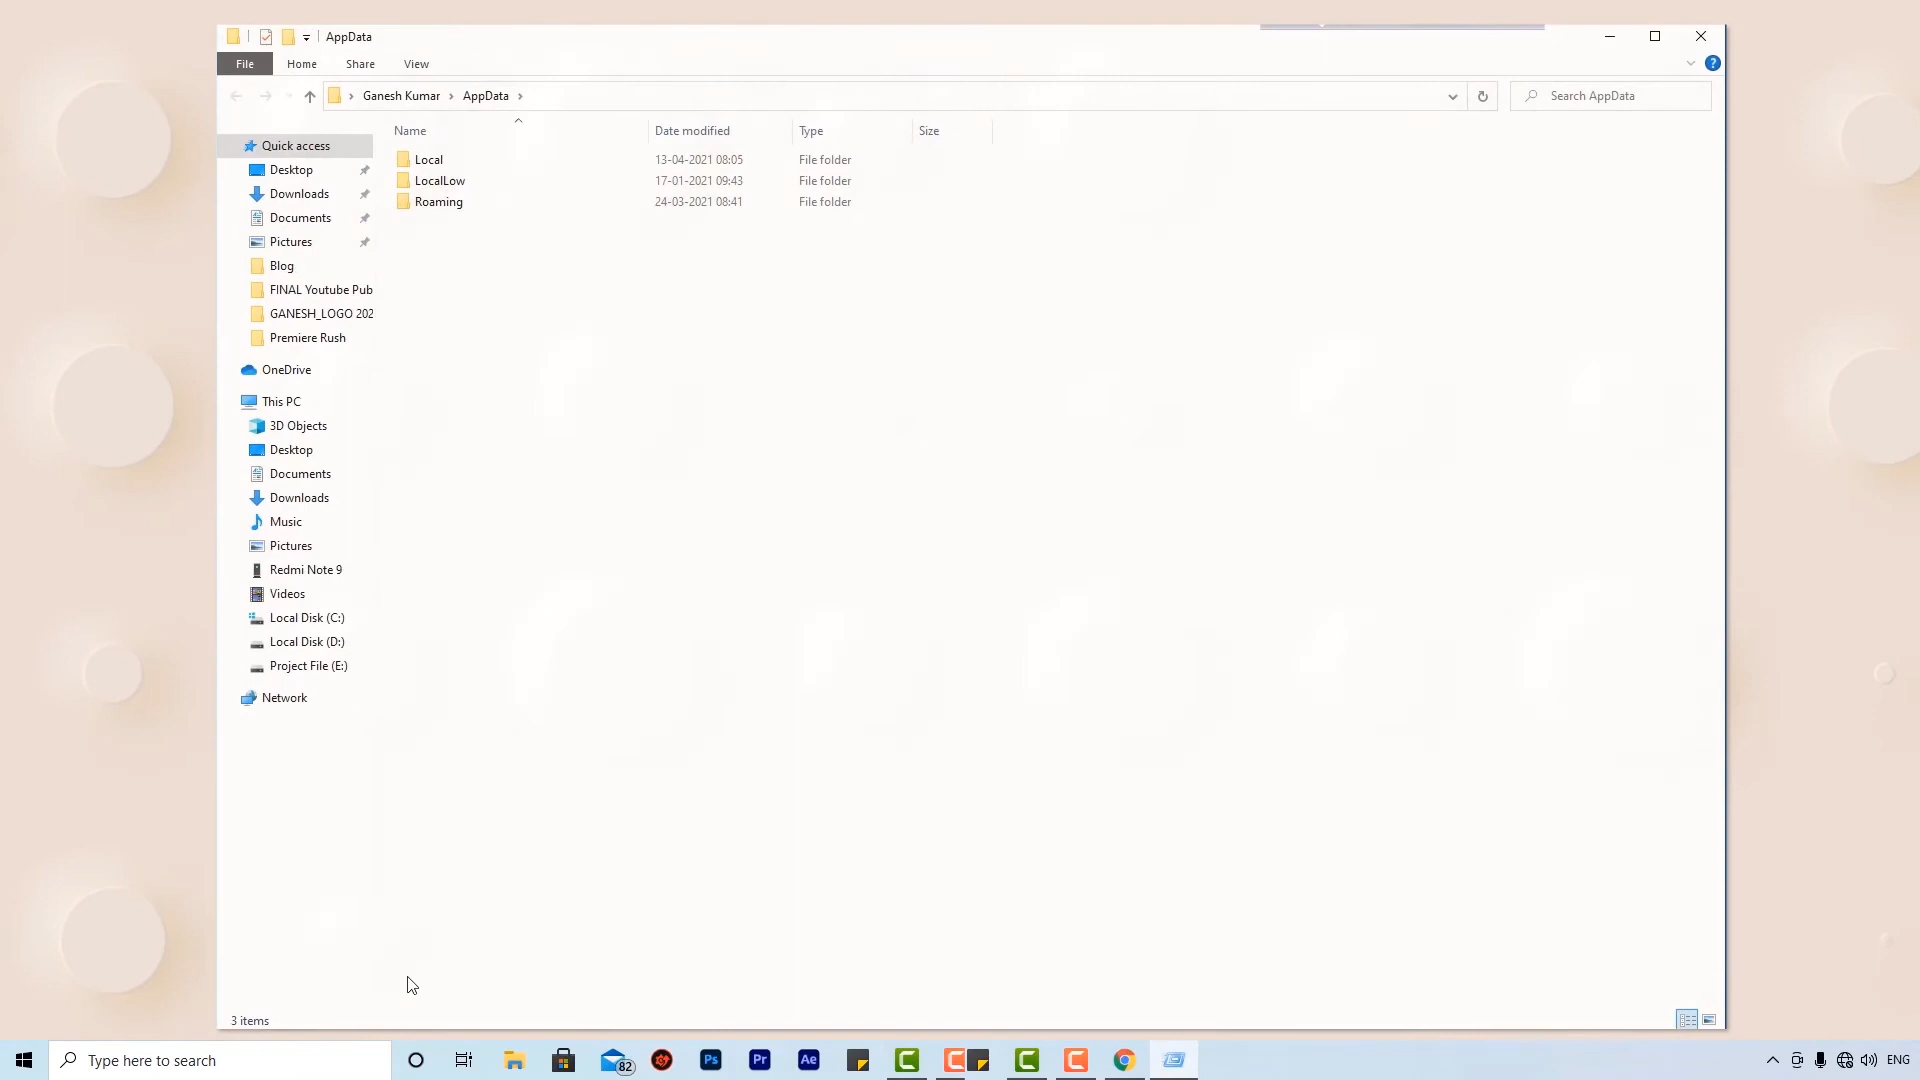 AppData
File Home Share View
Ganesh Kumar AppData
Search AppData
Name Date modified Type Size
Local 13-04-2021 08:05 File folder
LocalLow 17-01-2021 09:43 File folder
Roaming 24-03-2021 08:41 File folder
Quick access
Desktop
Downloads
Documents
Pictures
Blog
FINAL Youtube Pub
GANESH_LOGO 202
Premiere Rush
OneDrive
This PC
3D Objects
Desktop
Documents
Downloads
Music
Pictures
Redmi Note 9
Videos
Local Disk (C:)
Local Disk (D:)
Project File (E:)
Network
3 items
Type here to search
82
Ps
Pr
Ae
ENG